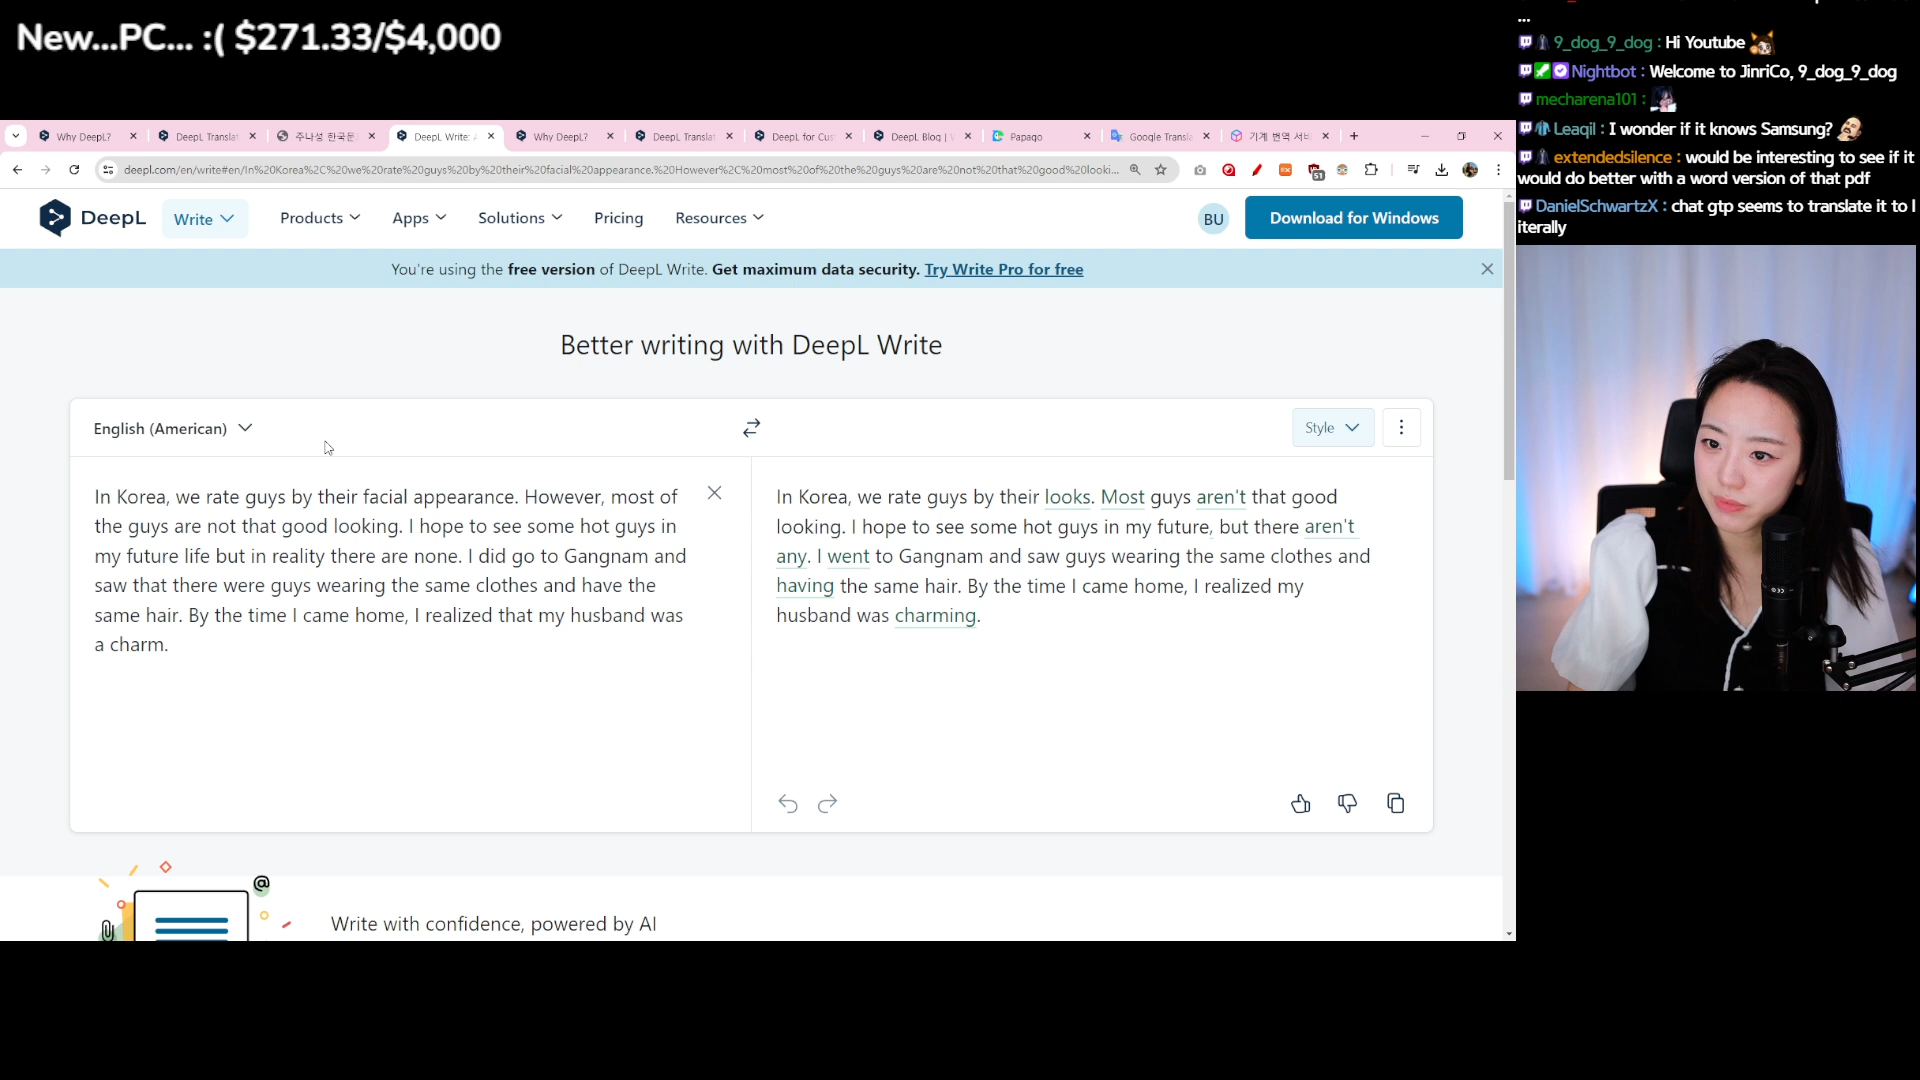 New...PC... :( $271.33/$4,000
...
9_dog_9_dog : Hi Youtube
Nightbot : Welcome to JinriCo, 9_dog_9_dog
mecharena101 :
Leaqil : I wonder if it knows Samsung?
extendedsilence : would be interesting to see if it
would do better with a word version of that pdf
DanielSchwartzX : chat gtp seems to translate it to l
iterally
Why DeepL?
DeepL Translat
주나성 한국문
DeepL Write:
Why DeepL?
DeepL Translat
DeepL for Cus
DeepL Blog |
Papago
Google Transla
기계 번역 서비
deepl.com/en/write#en/In%20Korea%2C%20we%20rate%20guys%20by%20their%20facial%20appearance.%20However%2C%20most%20of%20the%20guys%20are%20not%20that%20good%20looki...
51
DeepL
Write
Products
Apps
Solutions
Pricing
Resources
BU
Download for Windows
You're using the free version of DeepL Write. Get maximum data security. Try Write Pro for free
Better writing with DeepL Write
English (American)
Style
In Korea, we rate guys by their facial appearance. However, most of
the guys are not that good looking. I hope to see some hot guys in
my future life but in reality there are none. I did go to Gangnam and
saw that there were guys wearing the same clothes and have the
same hair. By the time I came home, I realized that my husband was
a charm.
In Korea, we rate guys by their looks. Most guys aren't that good
looking. I hope to see some hot guys in my future, but there aren't
any. I went to Gangnam and saw guys wearing the same clothes and
having the same hair. By the time I came home, I realized my
husband was charming.
@
Write with confidence, powered by AI